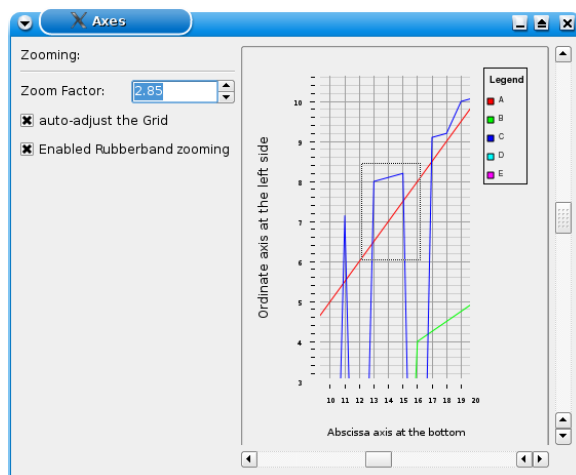 Axes
Zooming:
Zoom Factor: 2.85
auto-adjust the Grid
Enabled Rubberband zooming
Ordinate axis at the left side
10
9
8
7
6
5
4
3
10 11 12 13 14 15 16 17 18 19 20
Abscissa axis at the bottom
Legend
A
B
C
D
E